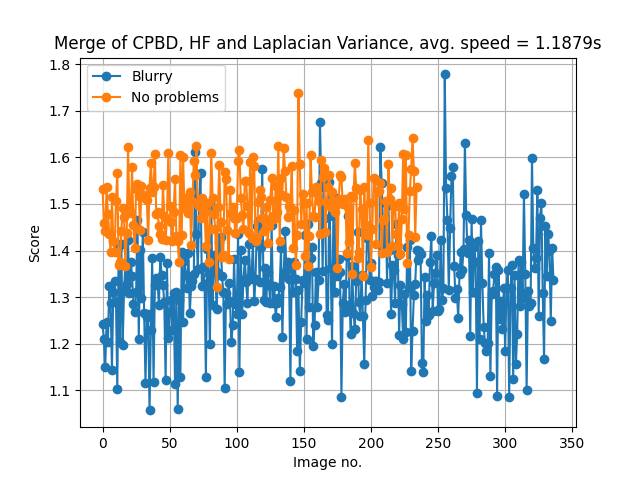 Merge of CPBD, HF and Laplacian Variance, avg. speed = 1.1879s
Blurry
No problems
1.8
1.7
1.6
1.5
1.4
1.3
1.2
1.1
Score
0 50 100 150 200 250 300 350
Image no.